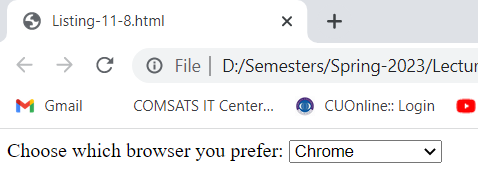 Listing-11-8.html
File | D:/Semesters/Spring-2023/Lectur
Gmail COMSATS IT Center... CUOnline:: Login
Choose which browser you prefer: Chrome